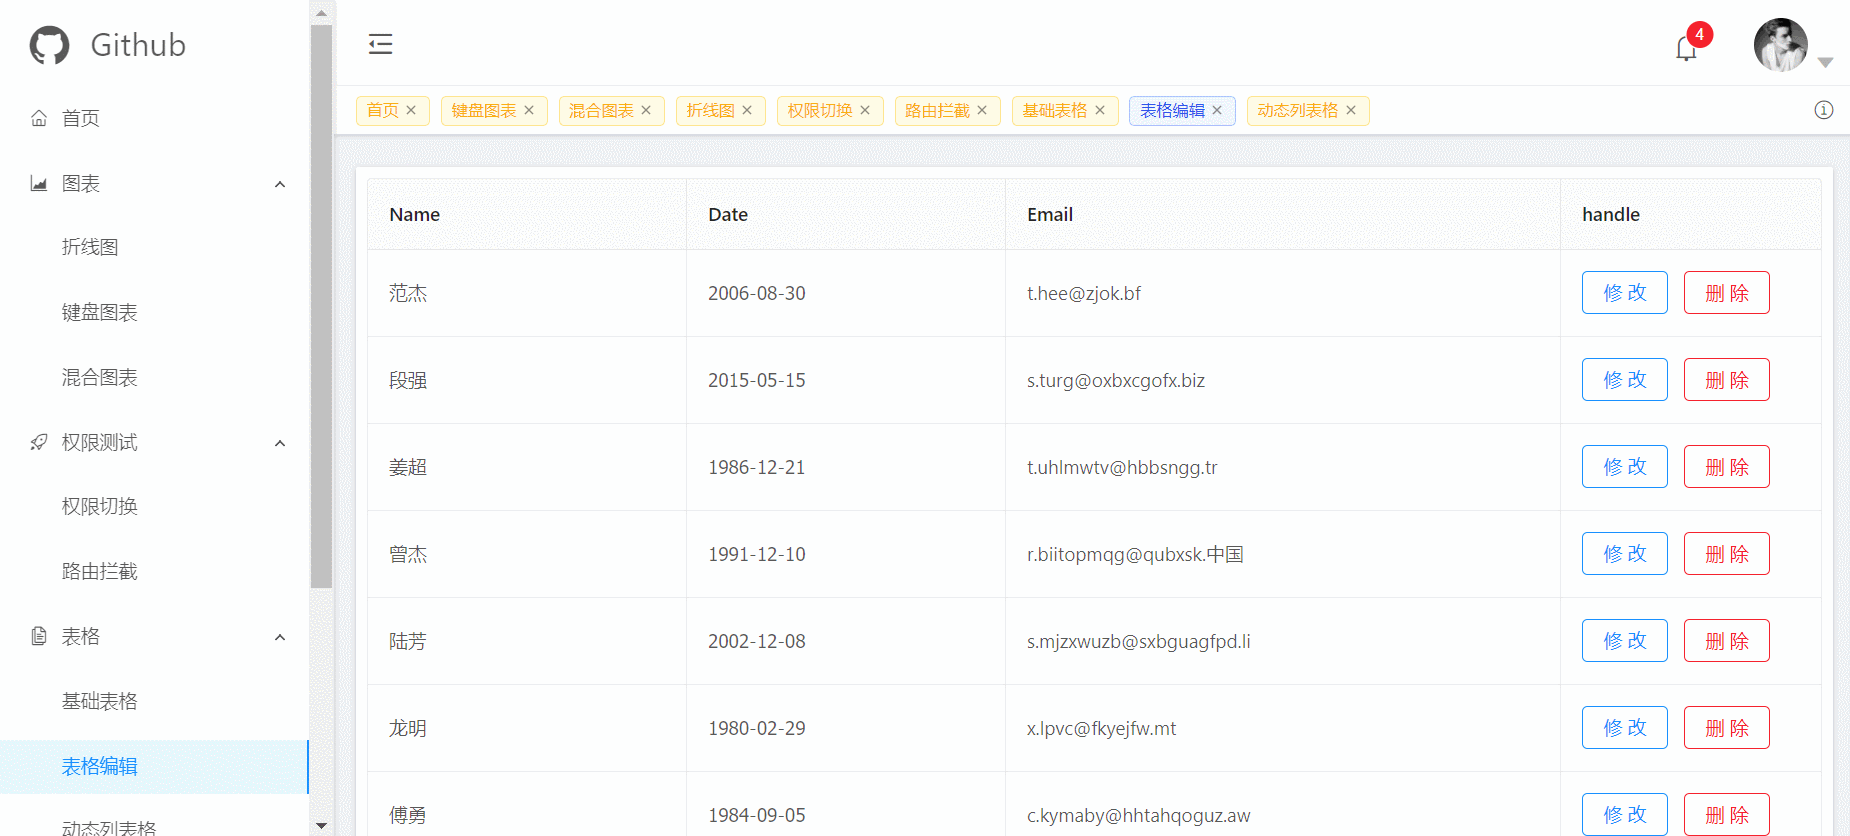 Github
4
首页
首页 键盘图表 混合图表 折线图 权限切换 路由拦截 基础表格 表格编辑 动态列表格
图表
折线图
键盘图表
混合图表
权限测试
权限切换
路由拦截
表格
基础表格
表格编辑
动态列表格
Name Date Email handle
范杰 2006-08-30 t.hee@zjok.bf 修 改 删 除
段强 2015-05-15 s.turg@oxbxcgofx.biz 修 改 删 除
姜超 1986-12-21 t.uhlmwtv@hbbsngg.tr 修 改 删 除
曾杰 1991-12-10 r.biitopmqg@qubxsk.中国 修 改 删 除
陆芳 2002-12-08 s.mjzxwuzb@sxbguagfpd.li 修 改 删 除
龙明 1980-02-29 x.lpvc@fkyejfw.mt 修 改 删 除
傅勇 1984-09-05 c.kymaby@hhtahqoguz.aw 修 改 删 除